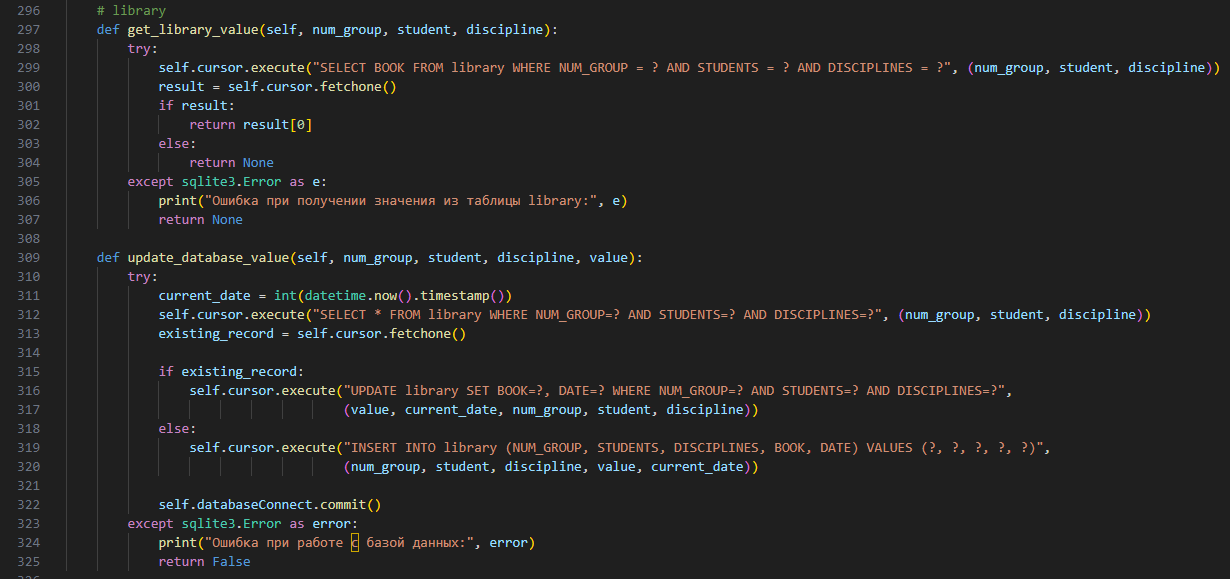 296 # library
297 def get_library_value(self, num_group, student, discipline):
298 try:
299 self.cursor.execute("SELECT BOOK FROM library WHERE NUM_GROUP = ? AND STUDENTS = ? AND DISCIPLINES = ?", (num_group, student, discipline))
300 result = self.cursor.fetchone()
301 if result:
302 return result[0]
303 else:
304 return None
305 except sqlite3.Error as e:
306 print("Ошибка при получении значения из таблицы library:", e)
307 return None
308
309 def update_database_value(self, num_group, student, discipline, value):
310 try:
311 current_date = int(datetime.now().timestamp())
312 self.cursor.execute("SELECT * FROM library WHERE NUM_GROUP=? AND STUDENTS=? AND DISCIPLINES=?", (num_group, student, discipline))
313 existing_record = self.cursor.fetchone()
314
315 if existing_record:
316 self.cursor.execute("UPDATE library SET BOOK=?, DATE=? WHERE NUM_GROUP=? AND STUDENTS=? AND DISCIPLINES=?",
317 (value, current_date, num_group, student, discipline))
318 else:
319 self.cursor.execute("INSERT INTO library (NUM_GROUP, STUDENTS, DISCIPLINES, BOOK, DATE) VALUES (?, ?, ?, ?, ?)",
320 (num_group, student, discipline, value, current_date))
321
322 self.databaseConnect.commit()
323 except sqlite3.Error as error:
324 print("Ошибка при работе с базой данных:", error)
325 return False